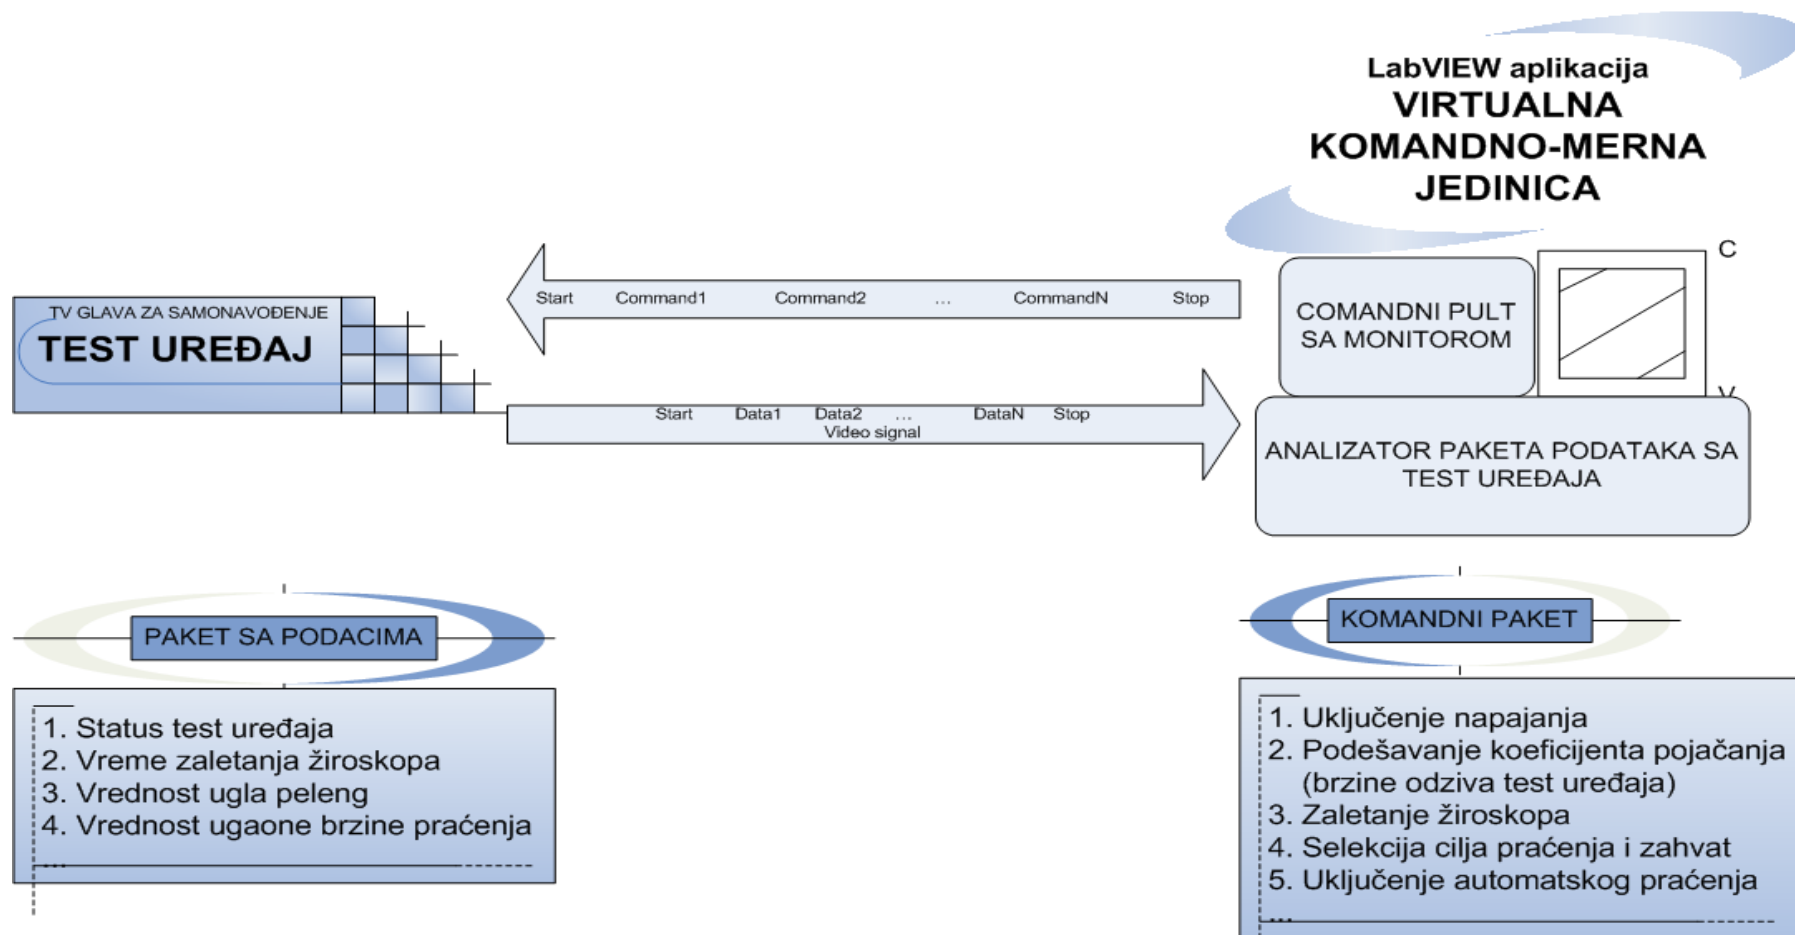 LabVIEW aplikacija
VIRTUALNA
KOMANDNO-MERNA
JEDINICA
C
Start Command1 Command2 ... CommandN Stop
TV GLAVA ZA SAMONAVOĐENJE
TEST UREĐAJ
COMANDNI PULT
SA MONITOROM
V
Start Data1 Data2 ... DataN Stop
Video signal
ANALIZATOR PAKETA PODATAKA SA
TEST UREĐAJA
PAKET SA PODACIMA
1. Status test uređaja
2. Vreme zaletanja žiroskopa
3. Vrednost ugla peleng
4. Vrednost ugaone brzine praćenja
...
KOMANDNI PAKET
1. Uključenje napajanja
2. Podešavanje koeficijenta pojačanja
(brzine odziva test uređaja)
3. Zaletanje žiroskopa
4. Selekcija cilja praćenja i zahvat
5. Uključenje automatskog praćenja
...